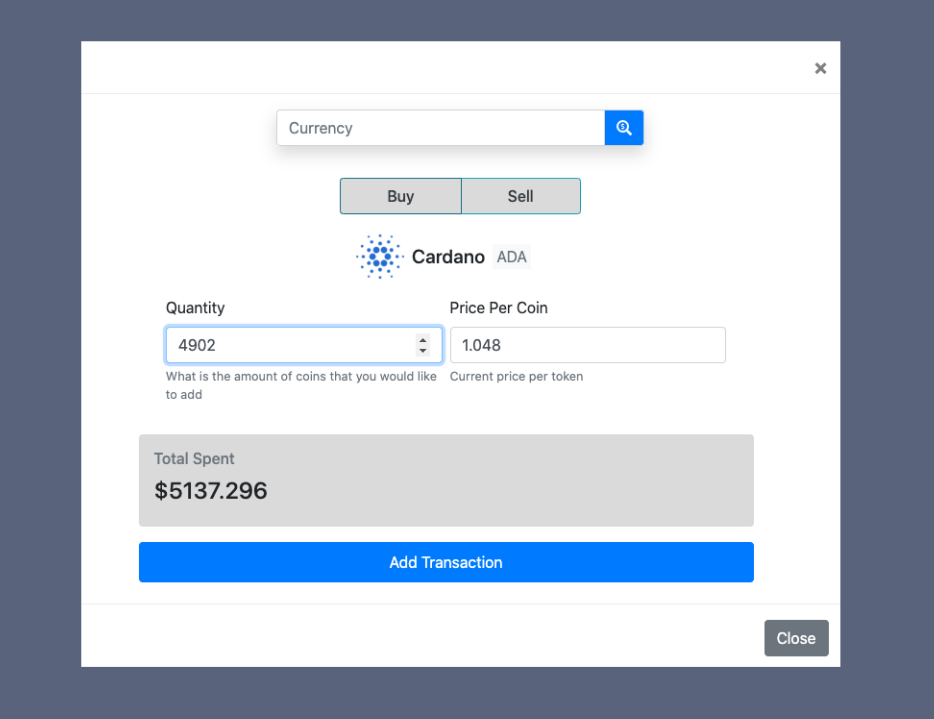 ×
Currency
Buy Sell
Cardano ADA
Quantity Price Per Coin
4902 1.048
What is the amount of coins that you would like Current price per token
to add
Total Spent
$5137.296
Add Transaction
Close